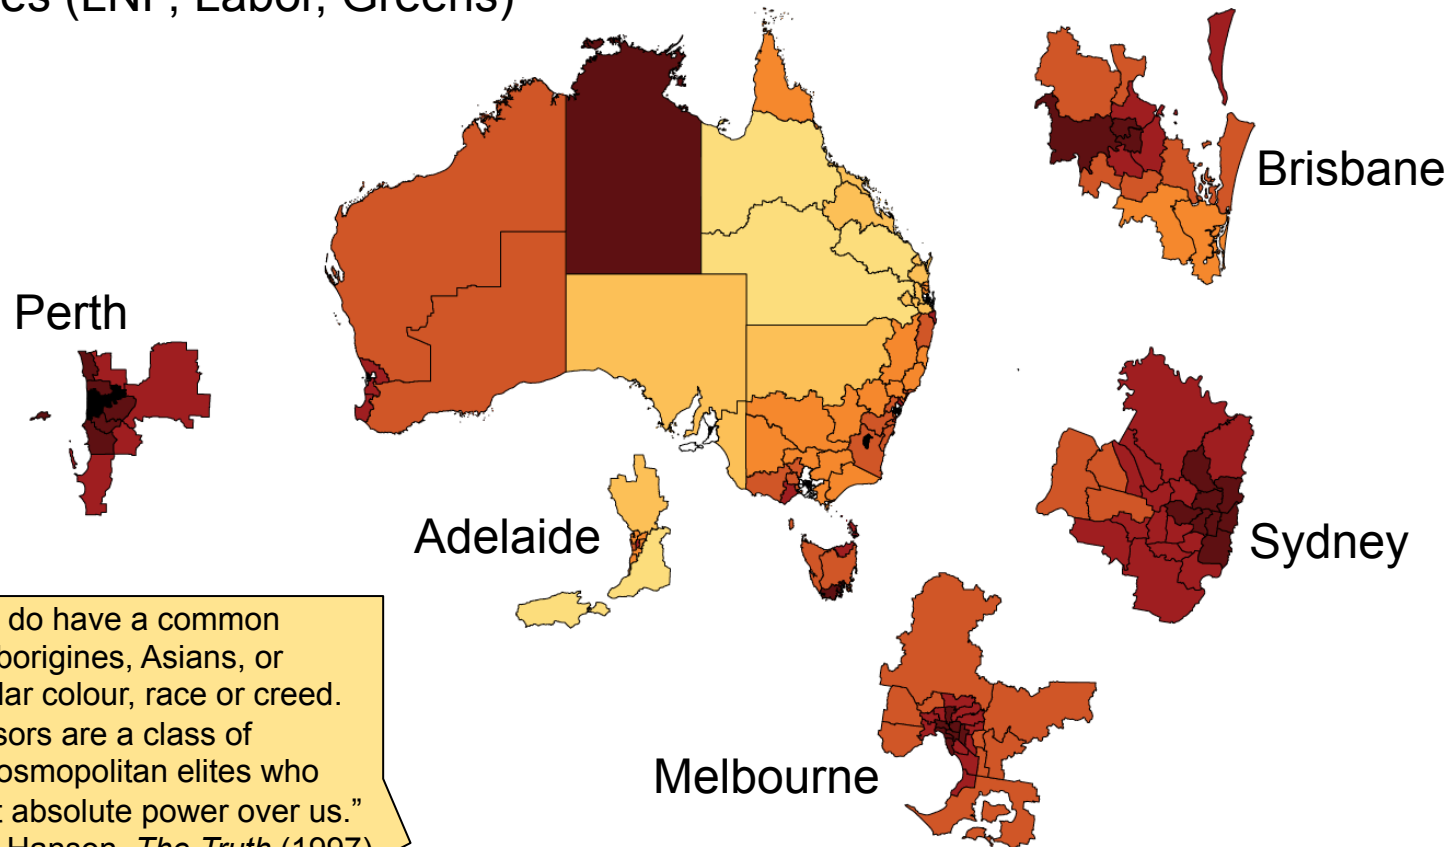 es (LNP, Labor, Greens)
Brisbane
Perth
Adelaide
Sydney
Melbourne
do have a common
borigines, Asians, or
lar colour, race or creed.
sors are a class of
osmopolitan elites who
t absolute power over us.”
Hanson, The Truth (1997)